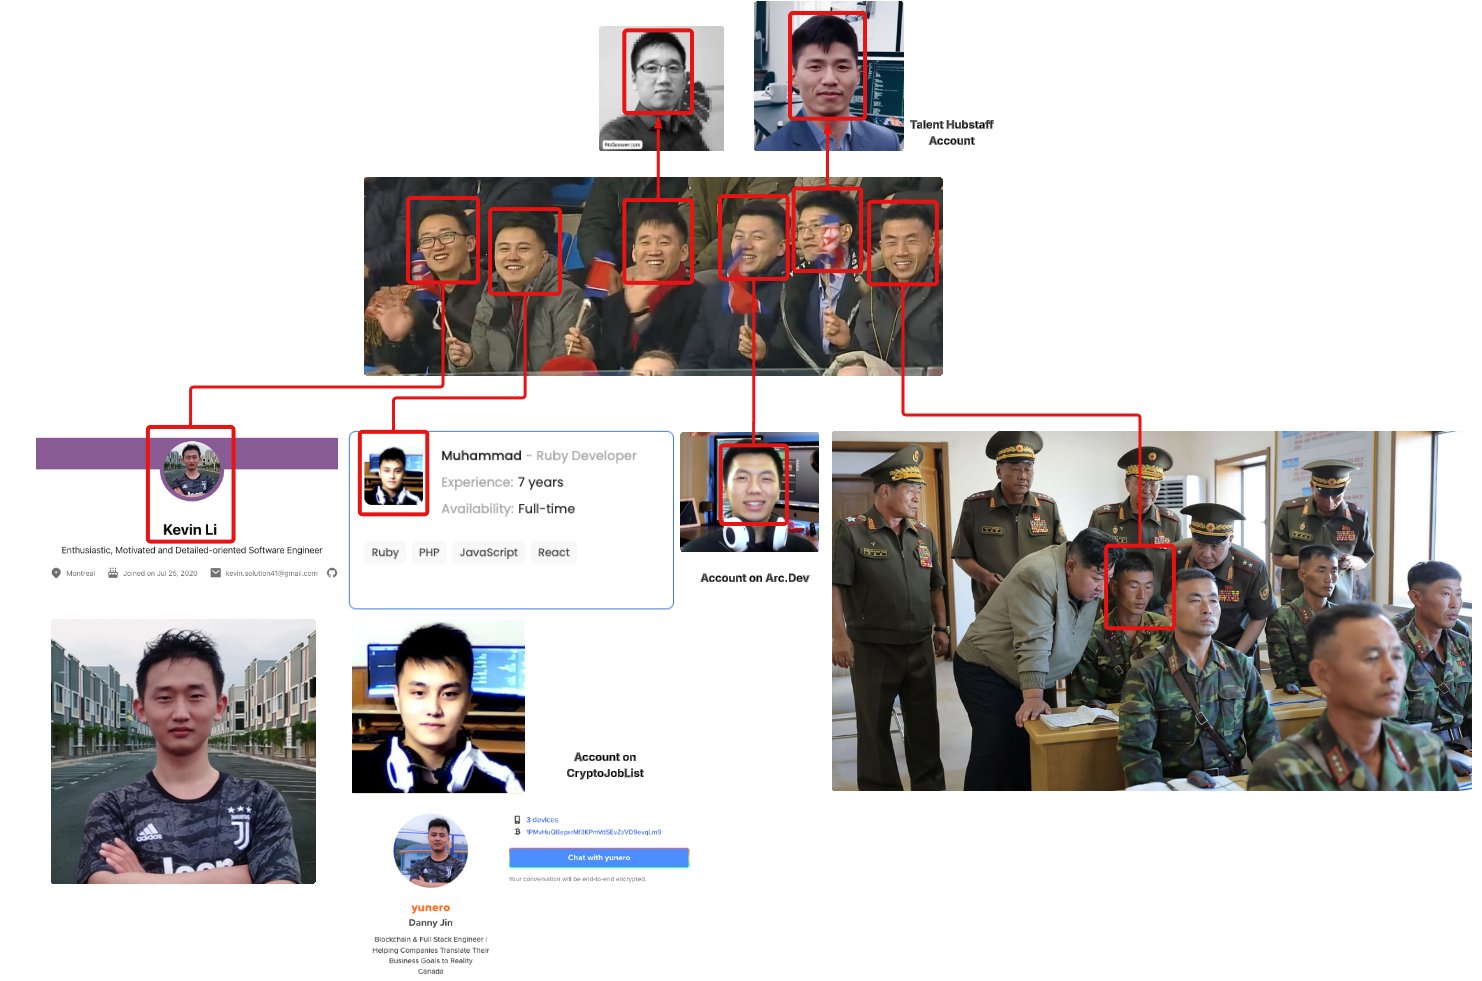 Talent Hubstaff
Account
Kevin Li
Enthusiastic, Motivated and Detailed-oriented Software Engineer
Montreal
Joined on Jul 25, 2020
kevin.solution41@gmail.com
Muhammad - Ruby Developer
Experience: 7 years
Availability: Full-time
Ruby
PHP
JavaScript
React
Account on Arc.Dev
adidas
Jeep
Account on
CryptoJobList
3 devices
Chat with yunero
Your conversation will be end-to-end encrypted.
yunero
Danny Jin
Blockchain & Full Stack Engineer |
Helping Companies Translate Their
Business Goals to Reality
Canada